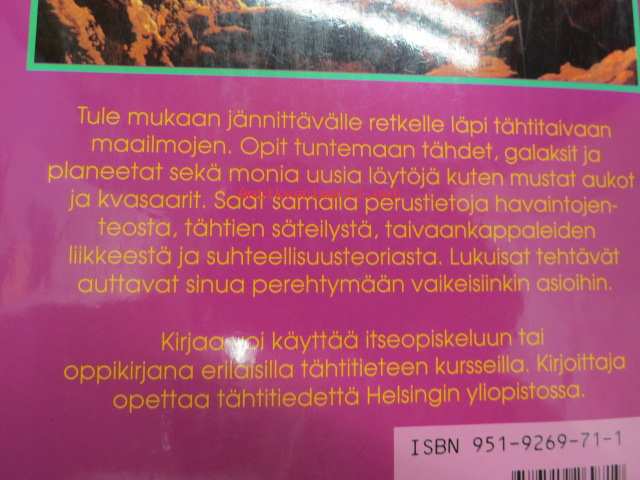 Tule mukaan jännittävälle retkelle läpi tähtitaivaan
maailmojen. Opit tuntemaan tähdet, galaksit ja
planeetat sekä monia uusia löytöjä kuten mustat aukot
ja kvasaarit. Saat samalla perustietoja havaintojen-
teosta, tähtien säteilystä, taivaankappaleiden
liikkeestä ja suhteellisuusteoriasta. Lukuisat tehtävät
auttavat sinua perehtymään vaikeisiinkin asioihin.
Kirjaa voi käyttää itseopiskeluun tai
oppikirjana erilaisilla tähtitieteen kursseilla. Kirjoittaja
opettaa tähtitiedettä Helsingin yliopistossa.
ISBN 951-9269-71-1